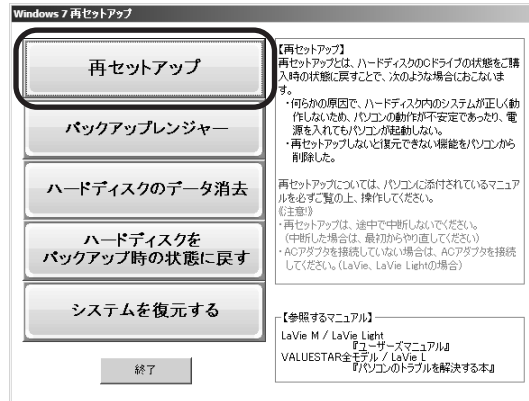 Windows 7 再セットアップ
再セットアップ
バックアップレンジャー
ハードディスクのデータ消去
ハードディスクを
バックアップ時の状態に戻す
システムを復元する
終了
【再セットアップ】
再セットアップとは、ハードディスクのCドライブの状態をご購
入時の状態に戻すことで、次のような場合におこないま
す。
・何らかの原因で、ハードディスク内のシステムが正しく動
作しないため、パソコンの動作が不安定であったり、電
源を入れてもパソコンが起動しない。
・再セットアップしないと復元できない機能をパソコンから
削除した。
再セットアップについては、パソコンに添付されているマニュア
ルを必ずご覧の上、操作してください。
《注意!》
・再セットアップは、途中で中断しないでください。
(中断した場合は、最初からやり直してください)
・ACアダプタを接続していない場合は、ACアダプタを接続
してください。(LaVie、LaVie Lightの場合)
【参照するマニュアル】
LaVie M / LaVie Light
『ユーザーズマニュアル』
VALUESTAR全モデル / LaVie L
『パソコンのトラブルを解決する本』